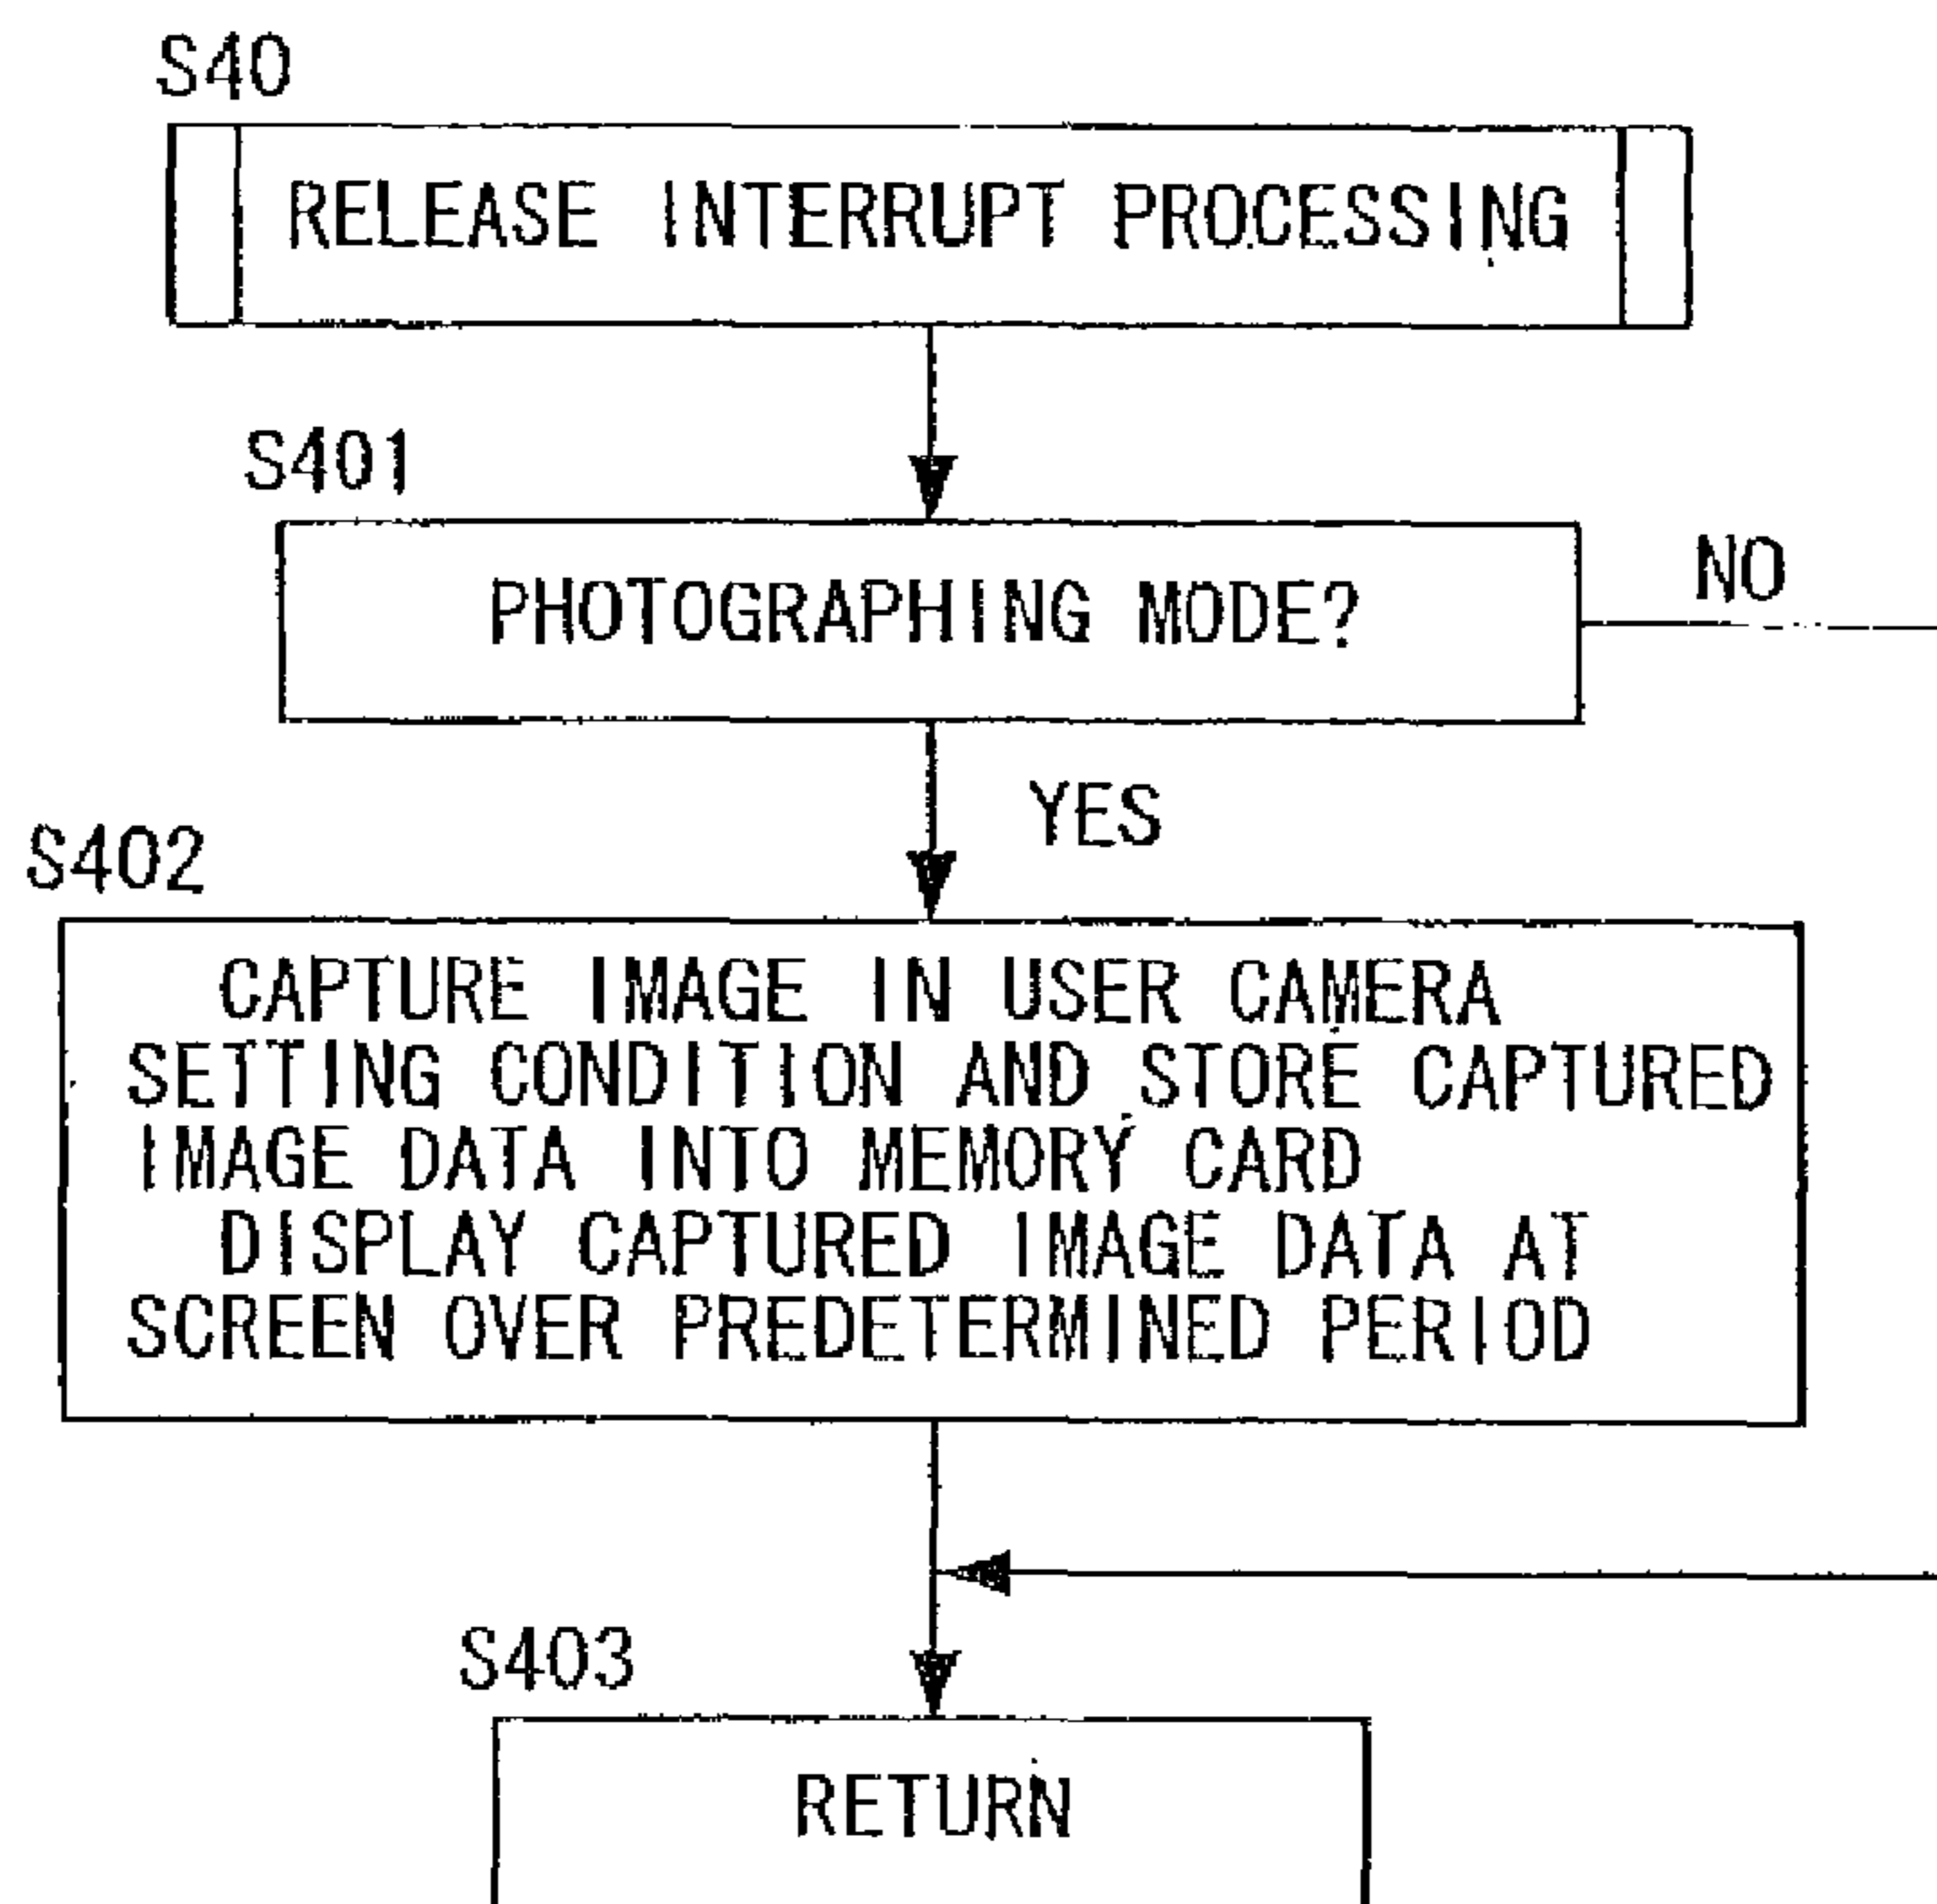 S40
RELEASE INTERRUPT PROCESSING
S401
PHOTOGRAPHING MODE?
NO
YES
S402
CAPTURE IMAGE IN USER CAMERA
SETTING CONDITION AND STORE CAPTURED
IMAGE DATA INTO MEMORY CARD
DISPLAY CAPTURED IMAGE DATA AT
SCREEN OVER PREDETERMINED PERIOD
S403
RETURN